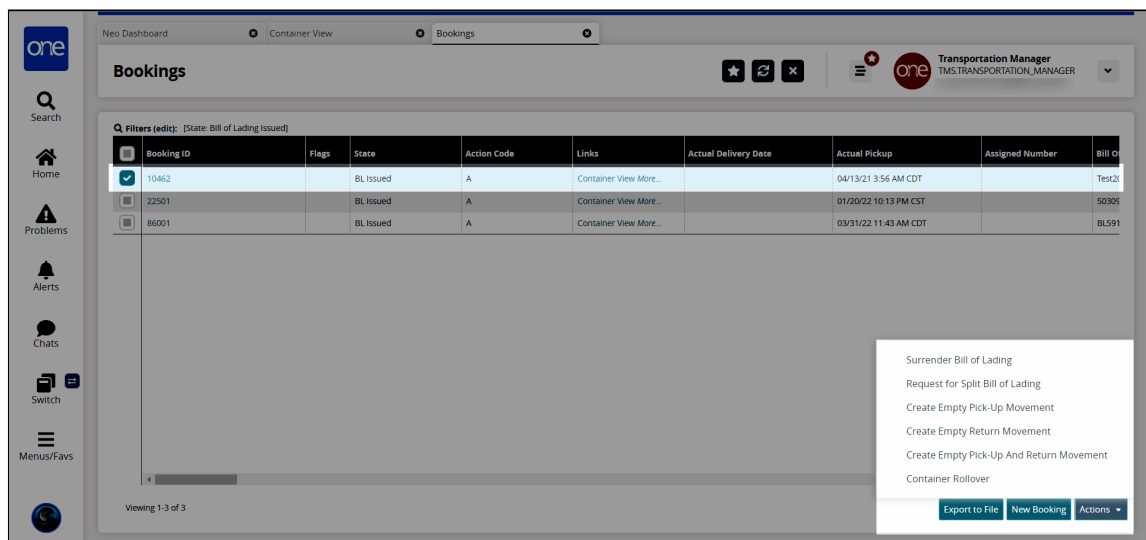 one
Search
Home
Problems
Alerts
Chats
Switch
Menus/Favs
Neo Dashboard
Container View
Bookings
Bookings
one
Transportation Manager
TMS.TRANSPORTATION_MANAGER
Filters (edit): [State: Bill of Lading Issued]
Booking ID Flags State Action Code Links Actual Delivery Date Actual Pickup Assigned Number Bill O
10462 BL Issued A Container View More... 04/13/21 3:56 AM CDT Test20
22501 BL Issued A Container View More... 01/20/22 10:13 PM CST 50309
86001 BL Issued A Container View More... 03/31/22 11:43 AM CDT BL591
Surrender Bill of Lading
Request for Split Bill of Lading
Create Empty Pick-Up Movement
Create Empty Return Movement
Create Empty Pick-Up And Return Movement
Container Rollover
Viewing 1-3 of 3
Export to File
New Booking
Actions